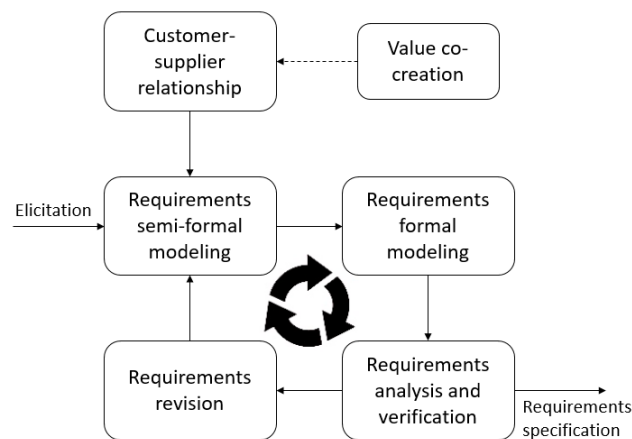 Customer-
supplier
relationship
Value co-
creation
Elicitation
Requirements
semi-formal
modeling
Requirements
formal
modeling
Requirements
revision
Requirements
analysis and
verification
Requirements
specification